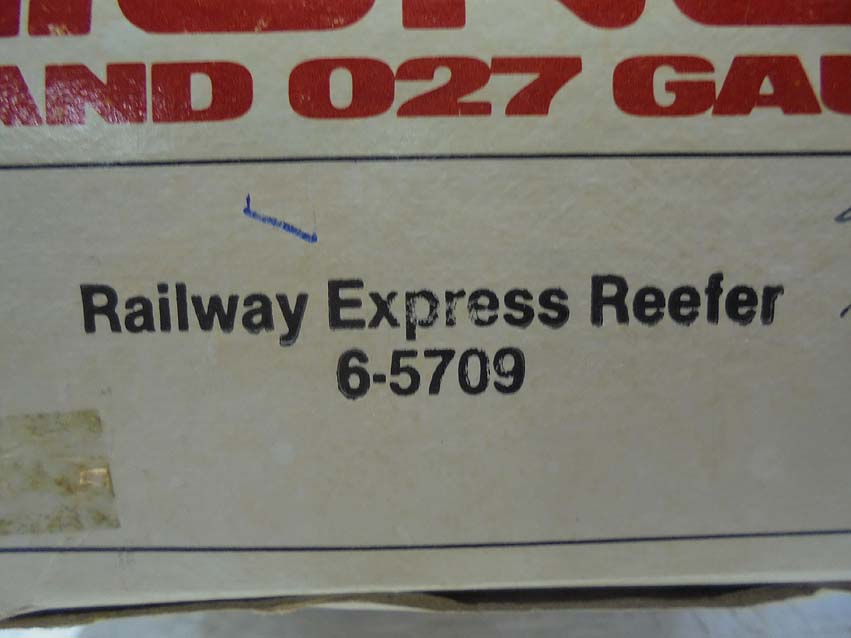 AND 027 GAU
Railway Express Reefer
6-5709